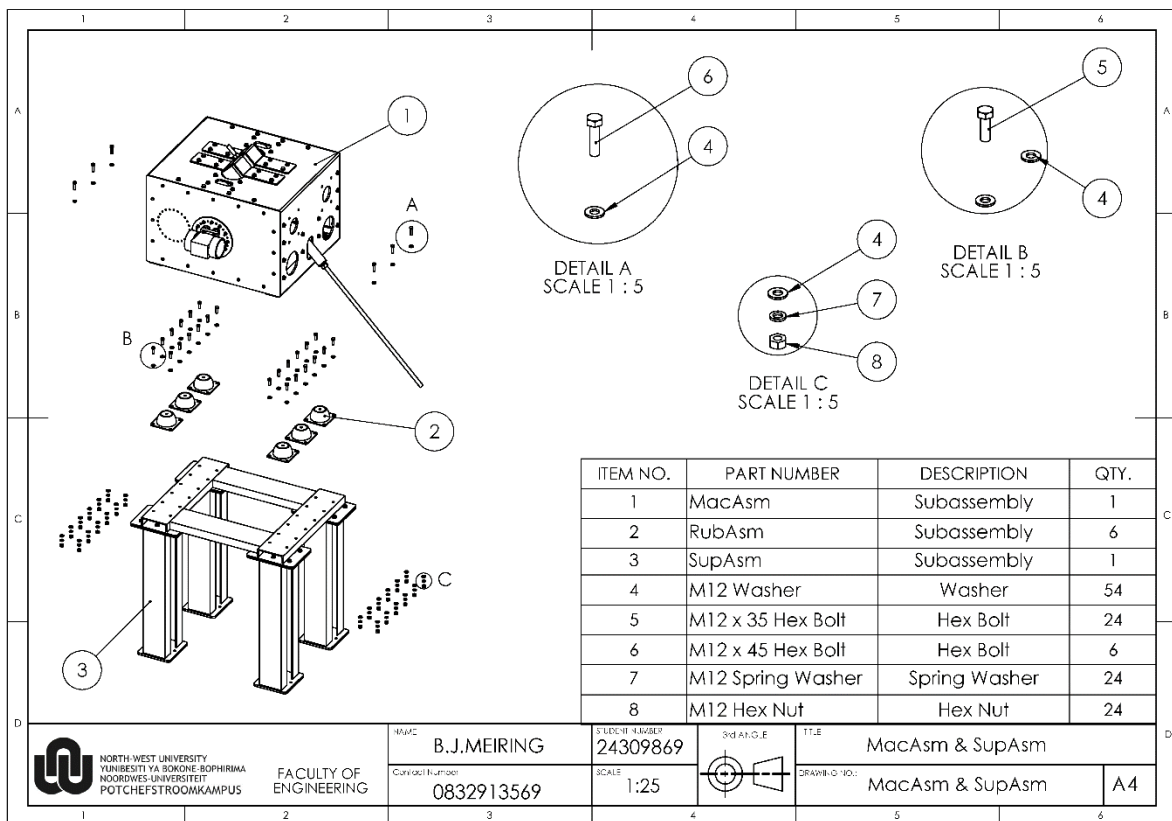 1 2 3 4 5 6
A A
B B
C C
D D
1
A
B
2
3
C
6
4
DETAIL A
SCALE 1 : 5
5
4
DETAIL B
SCALE 1 : 5
4
7
8
DETAIL C
SCALE 1 : 5
ITEM NO. PART NUMBER DESCRIPTION QTY.
1 MacAsm Subassembly 1
2 RubAsm Subassembly 6
3 SupAsm Subassembly 1
4 M12 Washer Washer 54
5 M12 x 35 Hex Bolt Hex Bolt 24
6 M12 x 45 Hex Bolt Hex Bolt 6
7 M12 Spring Washer Spring Washer 24
8 M12 Hex Nut Hex Nut 24
NORTH-WEST UNIVERSITY
YUNIBESITI YA BOKONE-BOPHIRIMA
NOORDWES-UNIVERSITEIT
POTCHEFSTROOMKAMPUS
FACULTY OF
ENGINEERING
NAME
B.J.MEIRING
Contact Number
0832913569
STUDENT NUMBER
24309869
SCALE
1:25
3rd ANGLE
TITLE
MacAsm & SupAsm
DRAWING NO.:
MacAsm & SupAsm
A4
1 2 3 4 5 6